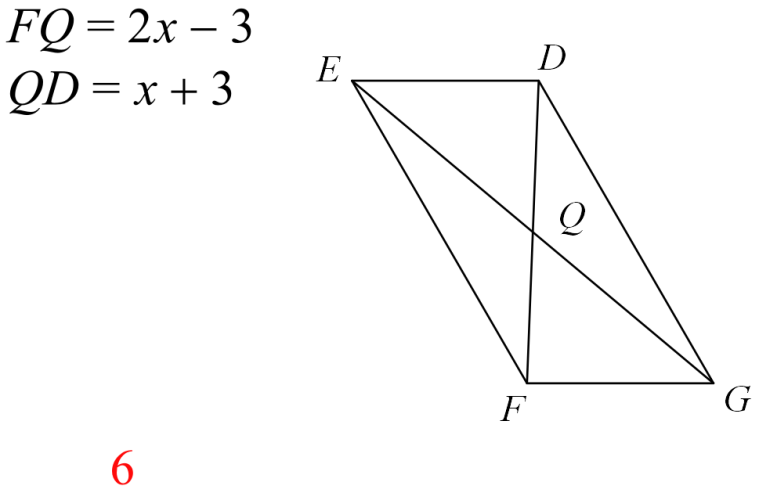 FQ = 2x – 3
QD = x + 3
E
D
Q
F
G
6